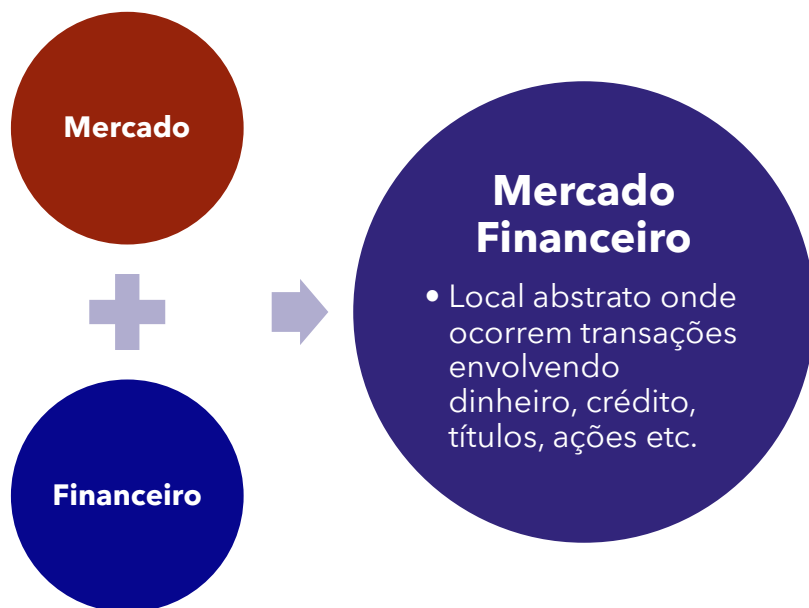 Mercado
Financeiro
Mercado
Financeiro
• Local abstrato onde
ocorrem transações
envolvendo
dinheiro, crédito,
títulos, ações etc.